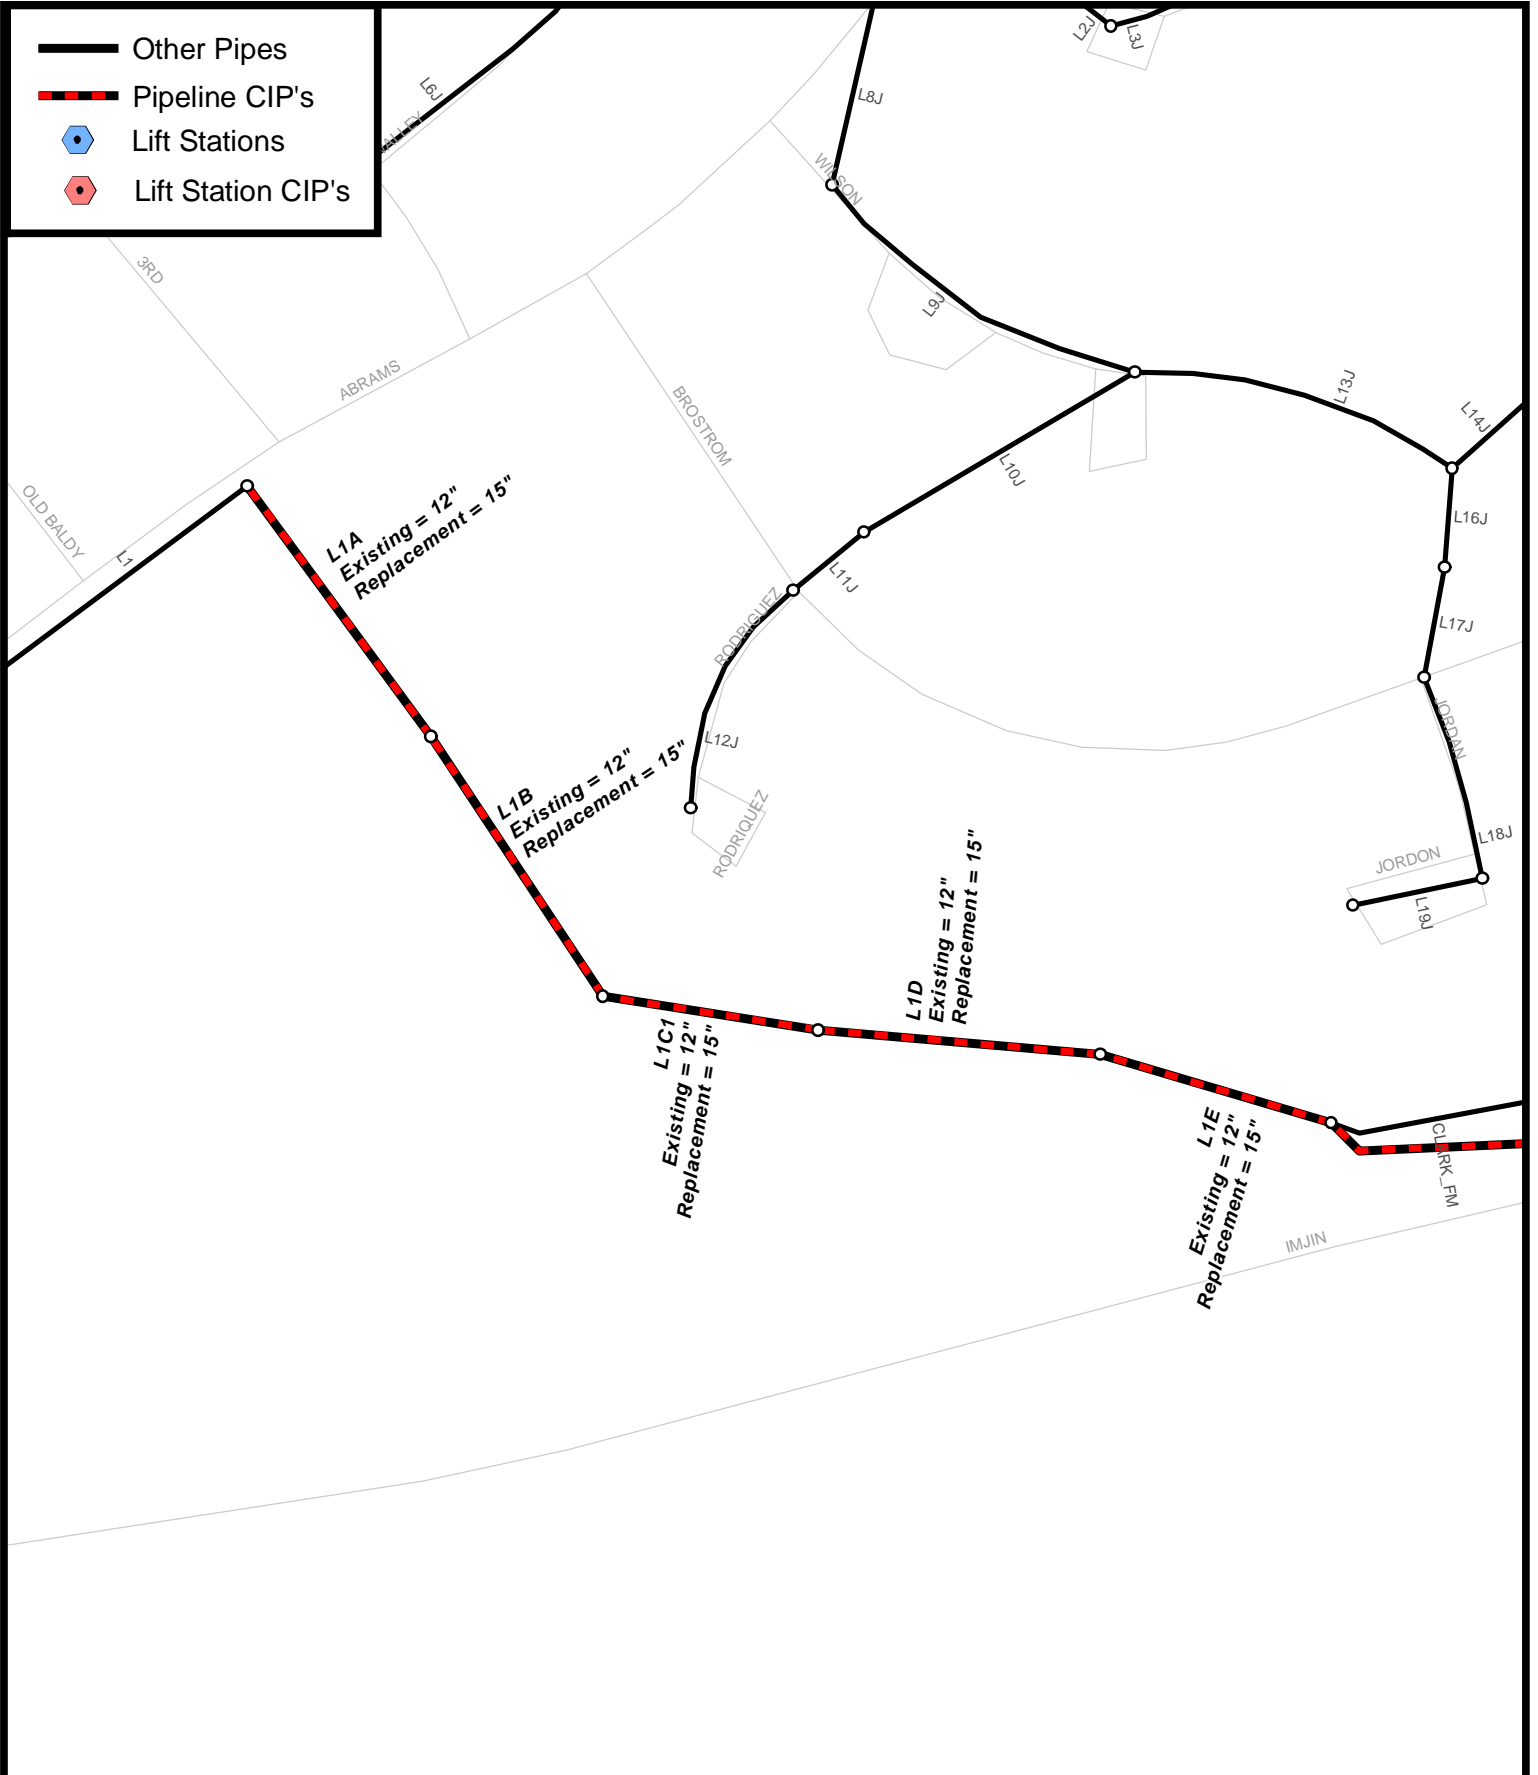 Other Pipes
Pipeline CIP's
Lift Stations
Lift Station CIP's
L2J
L3J
L6J
L8J
WILSON
3RD
L9J
ABRAMS
L13J
BROSTROM
L14J
L10J
OLD BALDY
L16J
L1
L1A
Existing = 12"
Replacement = 15"
L11J
RODRIGUEZ
L17J
L12J
JORDAN
L1B
Existing = 12"
Replacement = 15"
RODRIQUEZ
L18J
JORDON
L19J
L1D
Existing = 12"
Replacement = 15"
L1C1
Existing = 12"
Replacement = 15"
L1E
Existing = 12"
Replacement = 15"
CLARK_FM
IMJIN